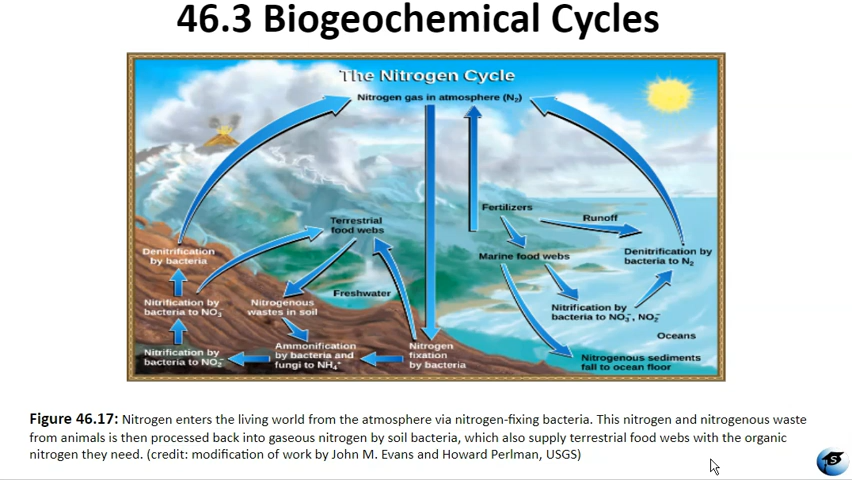 46.3 Biogeochemical Cycles
The Nitrogen Cycle
Nitrogen gas in atmosphere (N₂)
Fertilizers
Runoff
Terrestrial
food webs
Denitrification
by bacteria
Marine food webs
Denitrification by
bacteria to N₂
Freshwater
Nitrification by
bacteria to NO₃⁻
Nitrogenous
wastes in soil
Nitrification by
bacteria to NO₃⁻, NO₂⁻
Oceans
Nitrification by
bacteria to NO₂⁻
Ammonification
by bacteria and
fungi to NH₄⁺
Nitrogen
fixation
by bacteria
Nitrogenous sediments
fall to ocean floor
Figure 46.17: Nitrogen enters the living world from the atmosphere via nitrogen-fixing bacteria. This nitrogen and nitrogenous waste
from animals is then processed back into gaseous nitrogen by soil bacteria, which also supply terrestrial food webs with the organic
nitrogen they need. (credit: modification of work by John M. Evans and Howard Perlman, USGS)
S